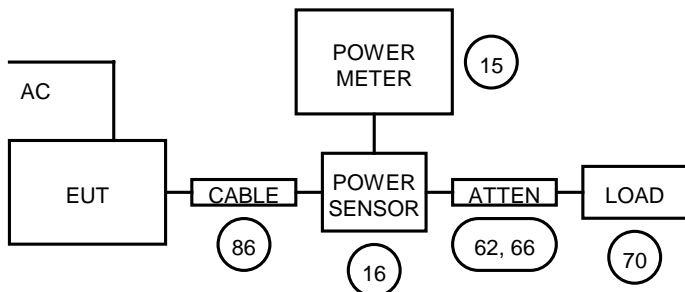 POWER
METER
15
AC
EUT
CABLE
POWER
SENSOR
ATTEN
LOAD
86
16
62, 66
70